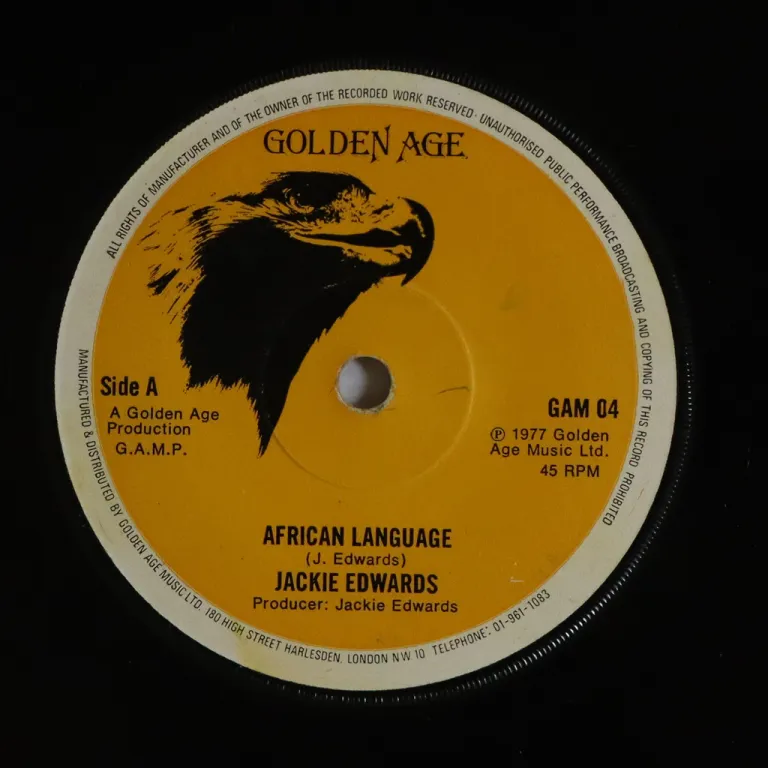 ALL RIGHTS OF MANUFACTURER AND OF THE OWNER OF THE RECORDED WORK RESERVED · UNAUTHORISED PUBLIC PERFORMANCE BROADCASTING AND COPYING OF THIS RECORD PROHIBITED
GOLDEN AGE
Side A
A Golden Age
Production
G.A.M.P.
GAM 04
℗ 1977 Golden
Age Music Ltd.
45 RPM
AFRICAN LANGUAGE
(J. Edwards)
JACKIE EDWARDS
Producer: Jackie Edwards
MANUFACTURED & DISTRIBUTED BY GOLDEN AGE MUSIC LTD. 180 HIGH STREET HARLESDEN, LONDON NW10 TELEPHONE: 01-961-1083